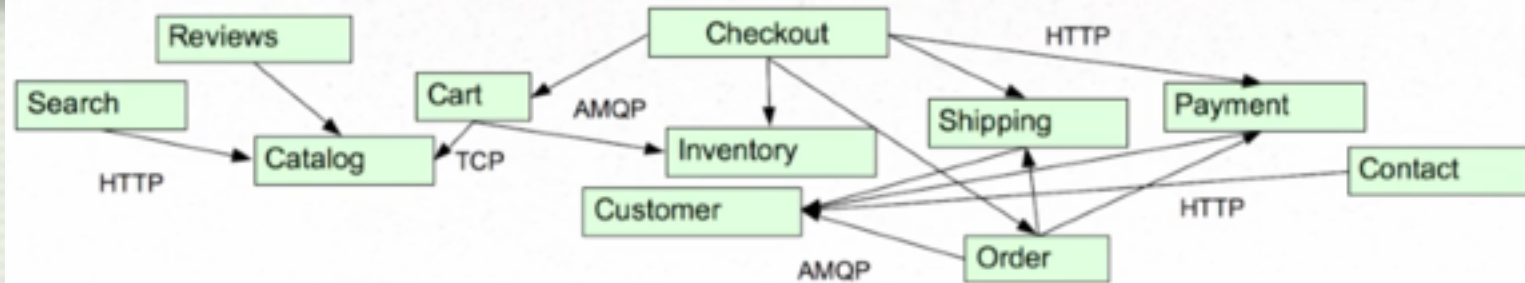 Reviews
Checkout
HTTP
Search
Cart
AMQP
Shipping
Payment
Catalog
TCP
Inventory
Contact
HTTP
Customer
HTTP
AMQP
Order